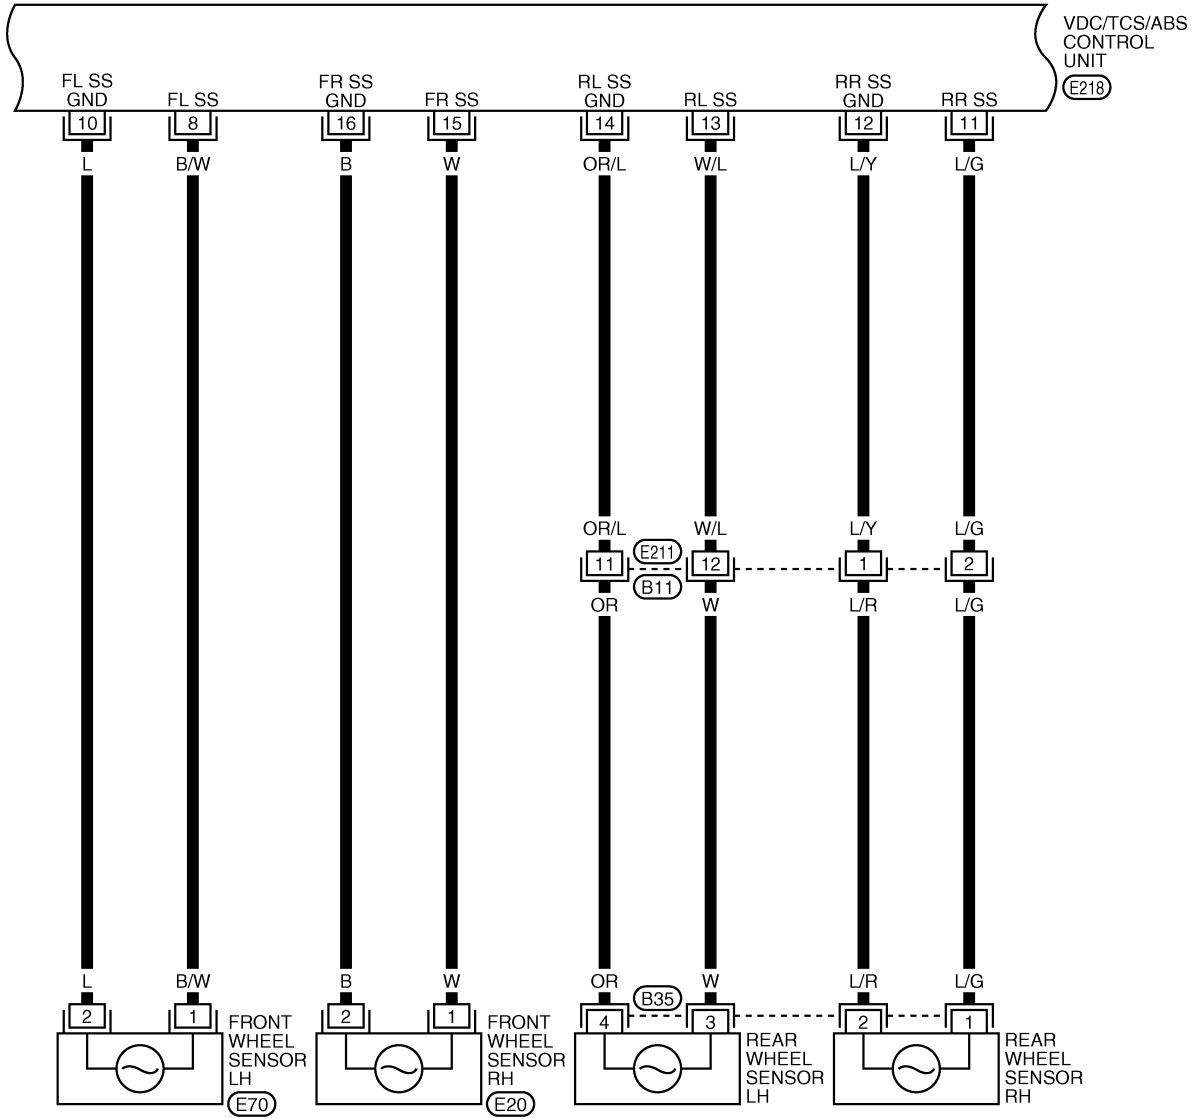 VDC/TCS/ABS
CONTROL
UNIT
E218
FL SS
GND
FL SS
FR SS
GND
FR SS
RL SS
GND
RL SS
RR SS
GND
RR SS
10 8 16 15 14 13 12 11
L B/W B W OR/L W/L L/Y L/G
OR/L W/L L/Y L/G
E211
11 12 1 2
B11
OR W L/R L/G
L B/W B W OR W L/R L/G
B35
2 1 2 1 4 3 2 1
FRONT
WHEEL
SENSOR
LH
E70
FRONT
WHEEL
SENSOR
RH
E20
REAR
WHEEL
SENSOR
LH
REAR
WHEEL
SENSOR
RH